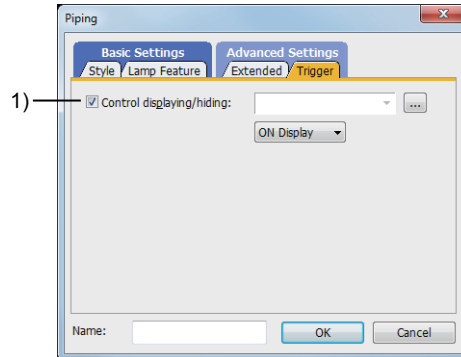 Piping
Basic Settings Advanced Settings
Style Lamp Feature Extended Trigger
1) Control displaying/hiding: ...
ON Display
Name: OK Cancel